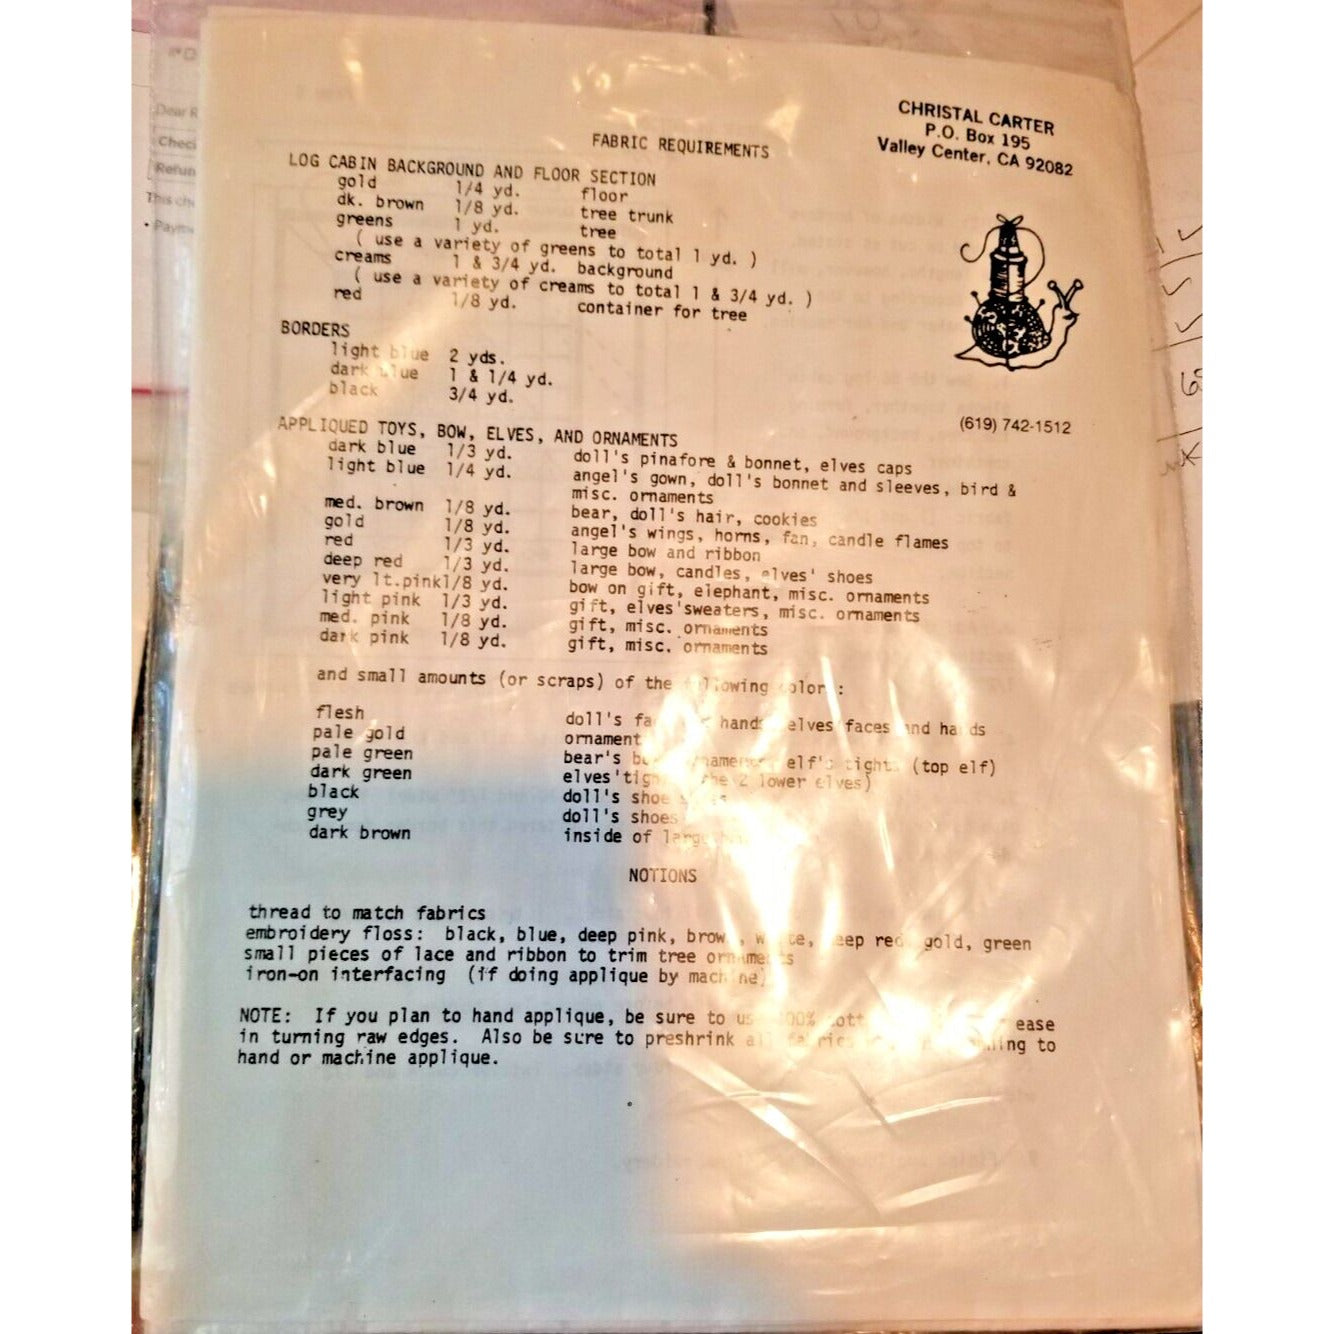 CHRISTAL CARTER
P.O. Box 195
Valley Center, CA 92082
(619) 742-1512
FABRIC REQUIREMENTS
LOG CABIN BACKGROUND AND FLOOR SECTION
gold 1/4 yd. floor
dk. brown 1/8 yd. tree trunk
greens 1 yd. tree
( use a variety of greens to total 1 yd. )
creams 1 & 3/4 yd. background
( use a variety of creams to total 1 & 3/4 yd. )
red 1/8 yd. container for tree
BORDERS
light blue 2 yds.
dark blue 1 & 1/4 yd.
black 3/4 yd.
APPLIQUED TOYS, BOW, ELVES, AND ORNAMENTS
dark blue 1/3 yd. doll's pinafore & bonnet, elves caps
light blue 1/4 yd. angel's gown, doll's bonnet and sleeves, bird &
misc. ornaments
med. brown 1/8 yd. bear, doll's hair, cookies
gold 1/8 yd. angel's wings, horns, fan, candle flames
red 1/3 yd. large bow and ribbon
deep red 1/3 yd. large bow, candles, elves' shoes
very lt.pink1/8 yd. bow on gift, elephant, misc. ornaments
light pink 1/3 yd. gift, elves'sweaters, misc. ornaments
med. pink 1/8 yd. gift, misc. ornaments
dark pink 1/8 yd. gift, misc. ornaments
and small amounts (or scraps) of the following :
flesh doll's hands elves faces and hands
pale gold ornament
pale green bear's elf's tights (top elf)
dark green elves' 2 lower elves)
black doll's shoe
grey doll's shoes
dark brown inside of
NOTIONS
thread to match fabrics
embroidery floss: black, blue, deep pink, brown, white, deep red, gold, green
small pieces of lace and ribbon to trim tree ornaments
iron-on interfacing (if doing applique by machine)
NOTE: If you plan to hand applique, be sure to use 100% ease
in turning raw edges. Also be sure to preshrink all fabrics to
hand or machine applique.
Dear